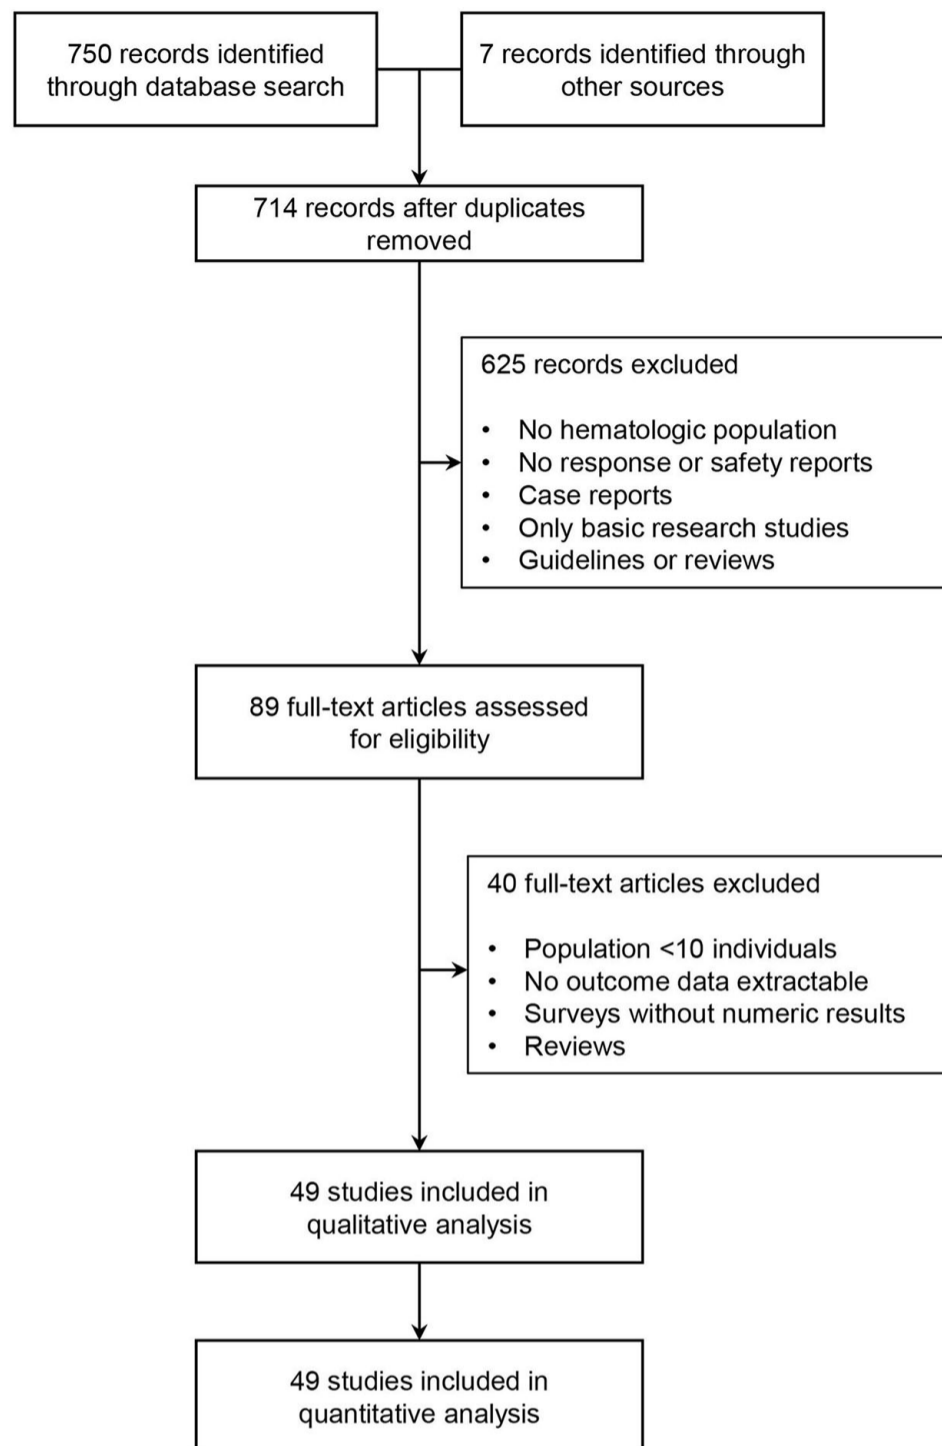 750 records identified
through database search
7 records identified through
other sources
714 records after duplicates
removed
625 records excluded
• No hematologic population
• No response or safety reports
• Case reports
• Only basic research studies
• Guidelines or reviews
89 full-text articles assessed
for eligibility
40 full-text articles excluded
• Population <10 individuals
• No outcome data extractable
• Surveys without numeric results
• Reviews
49 studies included in
qualitative analysis
49 studies included in
quantitative analysis